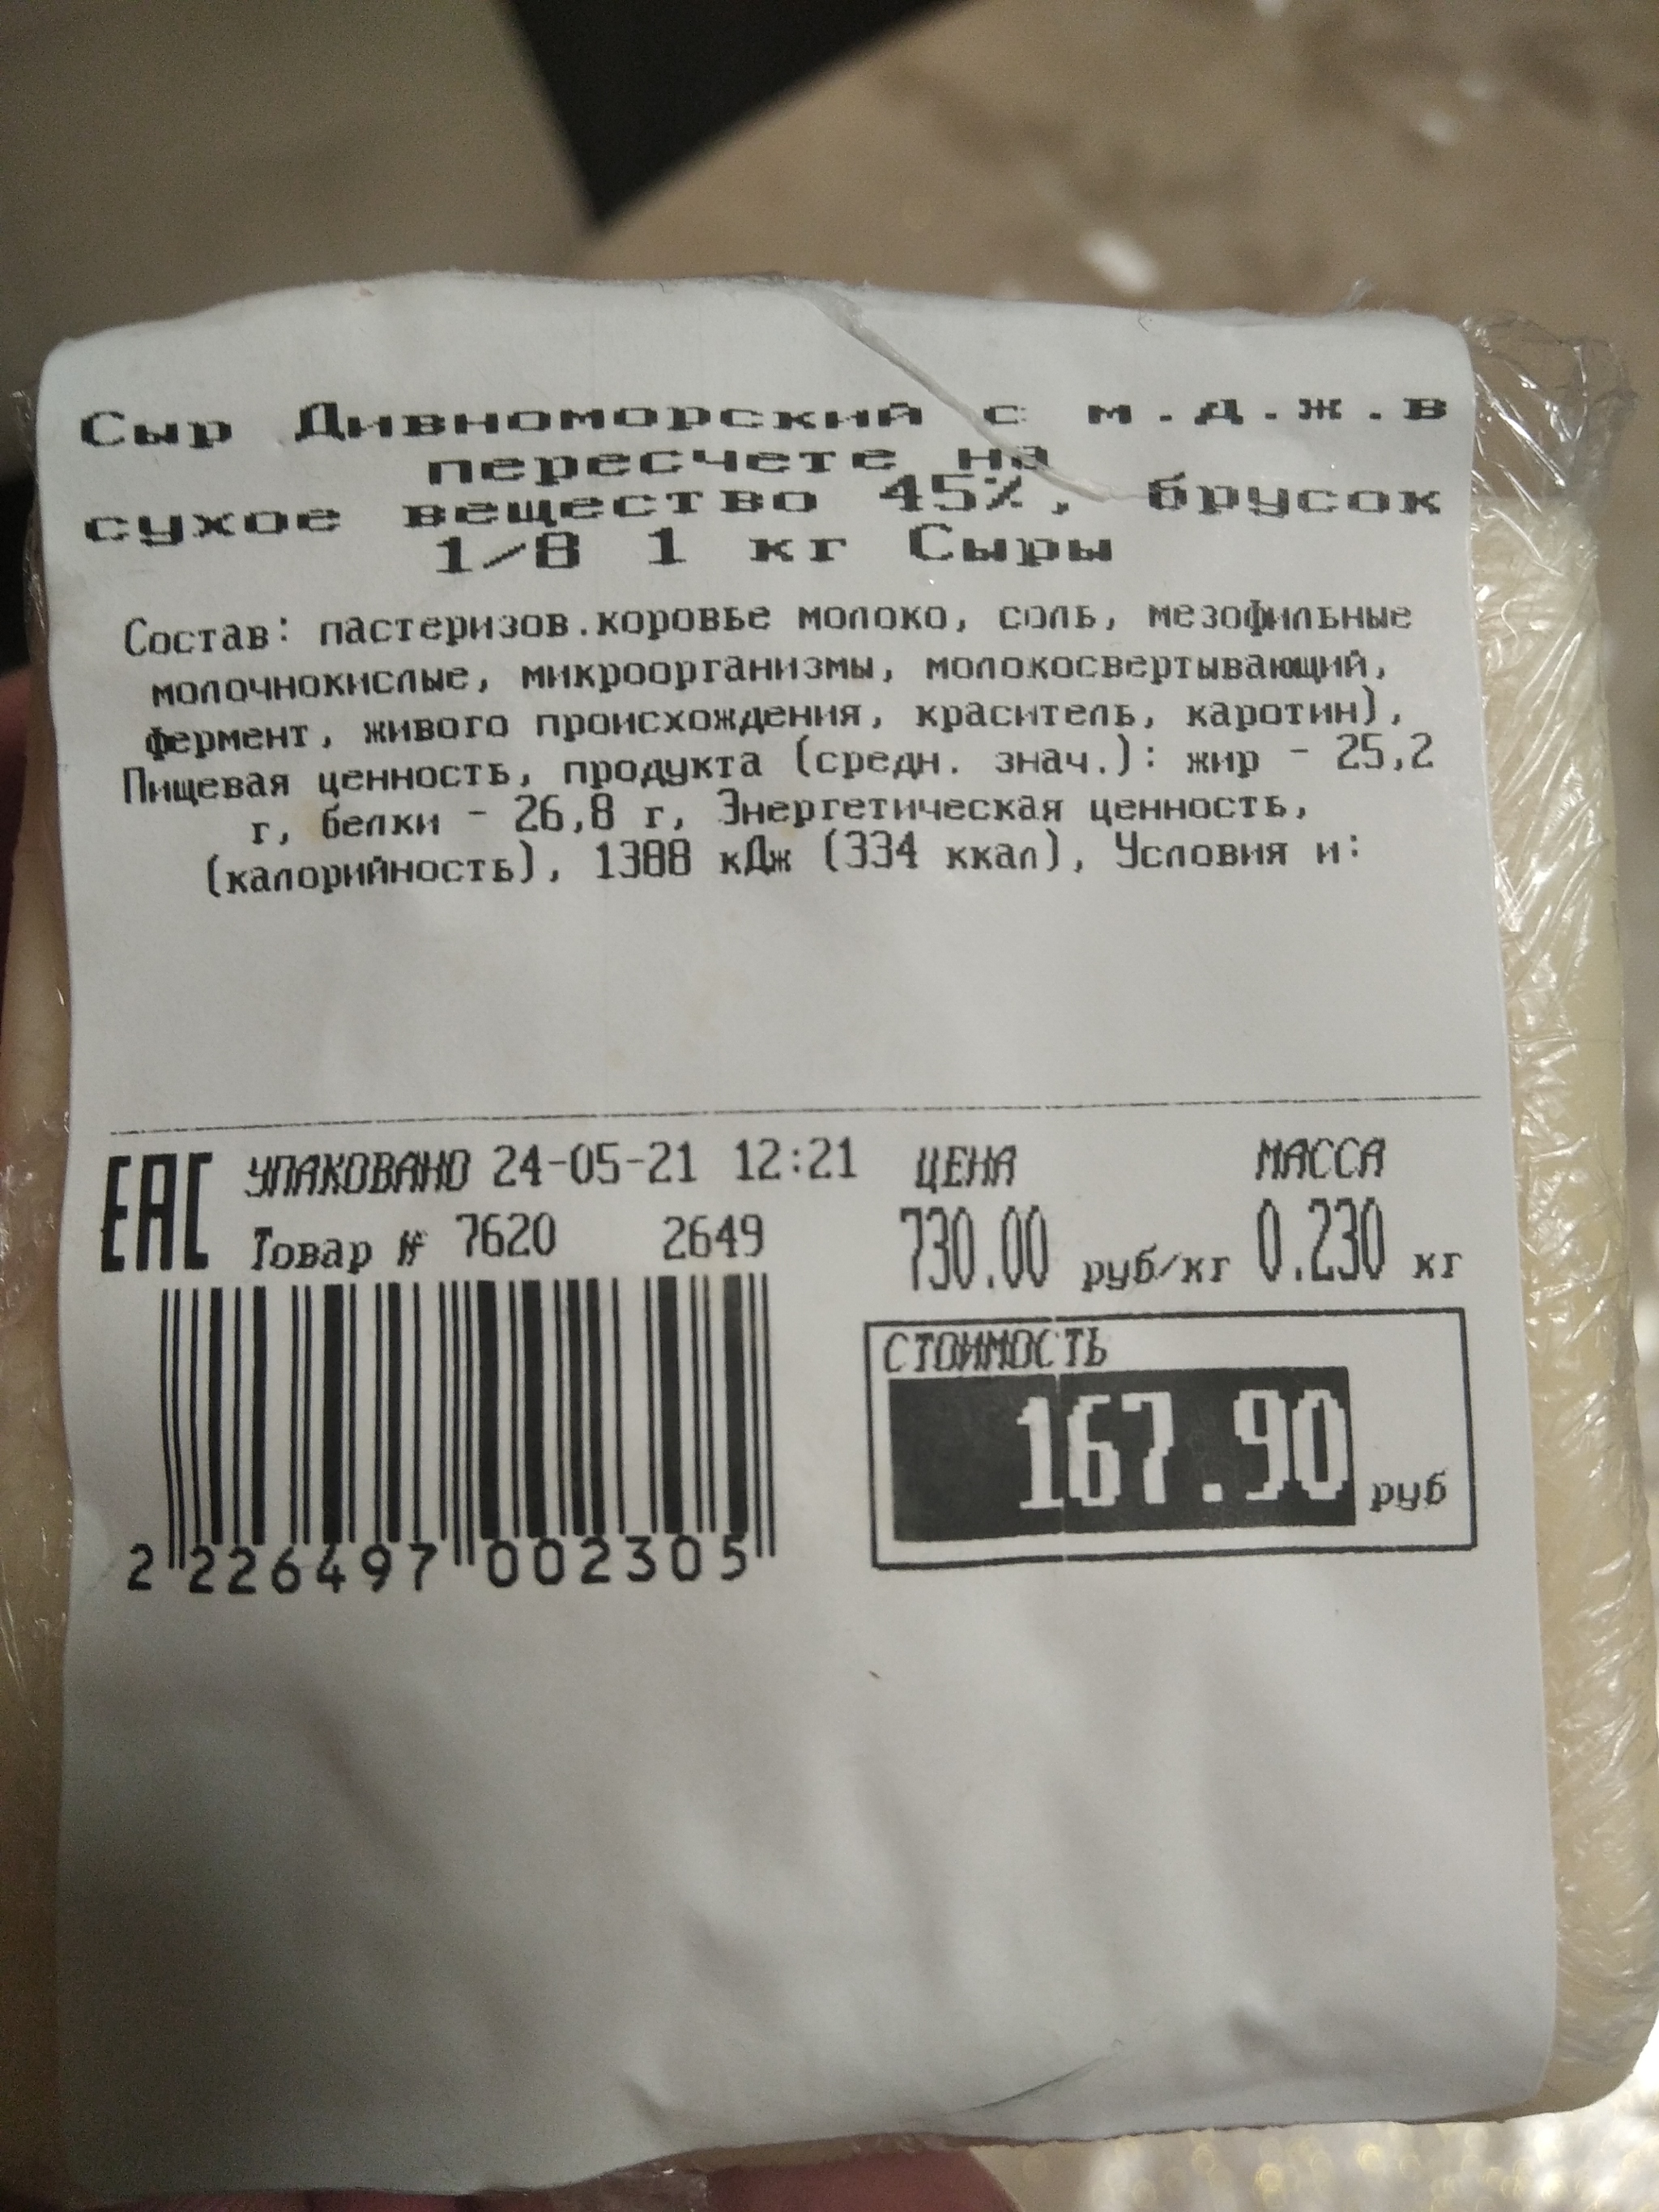 Сыр Дивноморский с м.д.ж.в
пересчете на
сухое вещество 45%, брусок
1/8 1 кг Сыры
Состав: пастеризов.коровье молоко, соль, мезофильные
молочнокислые, микроорганизмы, молокосвертывающий,
фермент, живого происхождения, краситель, каротин),
Пищевая ценность, продукта (средн. знач.): жир - 25,2
г, белки - 26,8 г, Энергетическая ценность,
(калорийность), 1388 кДж (334 ккал), Условия и:
EAC УПАКОВАНО 24-05-21 12:21 ЦЕНА МАССА
Товар # 7620 2649 730.00 руб/кг 0.230 кг
СТОИМОСТЬ
167.90 руб
2 226497 002305